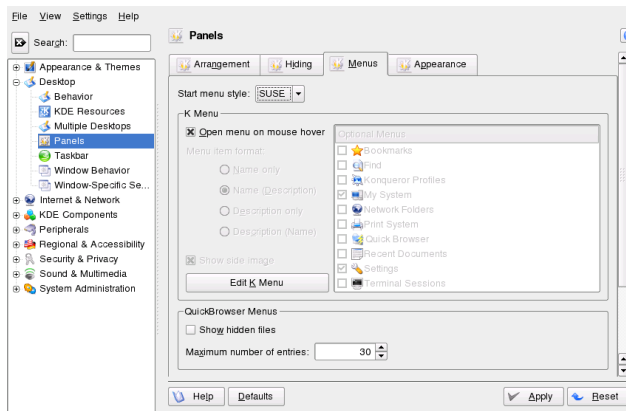 File View Settings Help
Search:
Appearance & Themes
Desktop
Behavior
KDE Resources
Multiple Desktops
Panels
Taskbar
Window Behavior
Window-Specific Se...
Internet & Network
KDE Components
Peripherals
Regional & Accessibility
Security & Privacy
Sound & Multimedia
System Administration
Panels
Arrangement Hiding Menus Appearance
Start menu style: SUSE
K Menu
Open menu on mouse hover
Menu item format:
Name only
Name (Description)
Description only
Description (Name)
Show side image
Edit K Menu
Optional Menus
Bookmarks
Find
Konqueror Profiles
My System
Network Folders
Print System
Quick Browser
Recent Documents
Settings
Terminal Sessions
QuickBrowser Menus
Show hidden files
Maximum number of entries: 30
Help Defaults Apply Reset